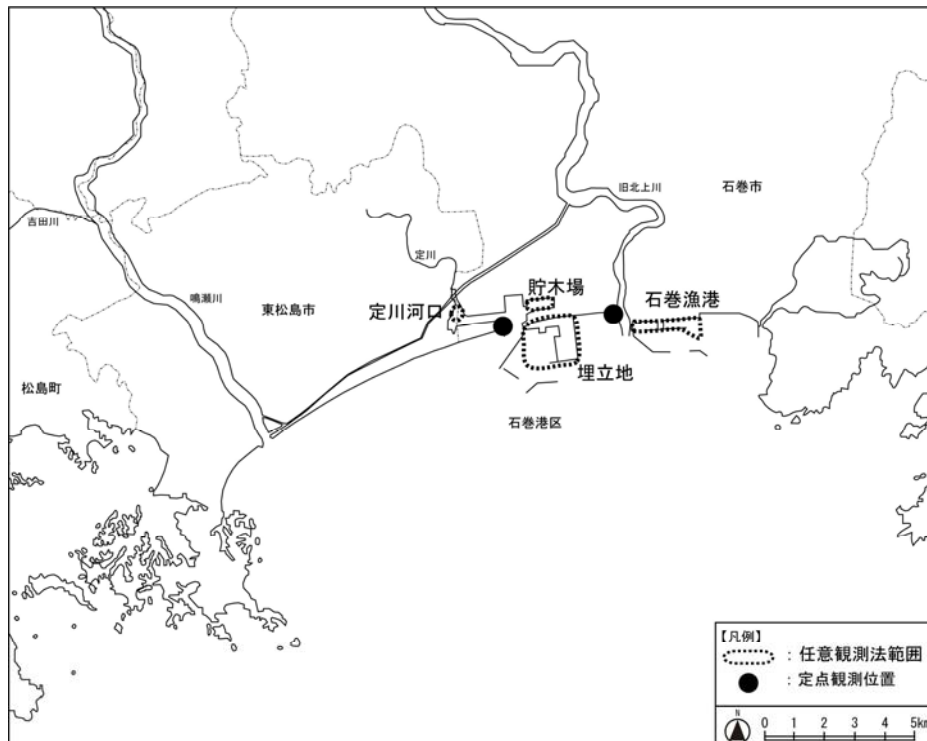 旧北上川
石巻市
吉田川
定川
鳴瀬川
東松島市
定川河口
貯木場
石巻漁港
埋立地
松島町
石巻港区
【凡例】
：任意観測法範囲
：定点観測位置
N
0 1 2 3 4 5km